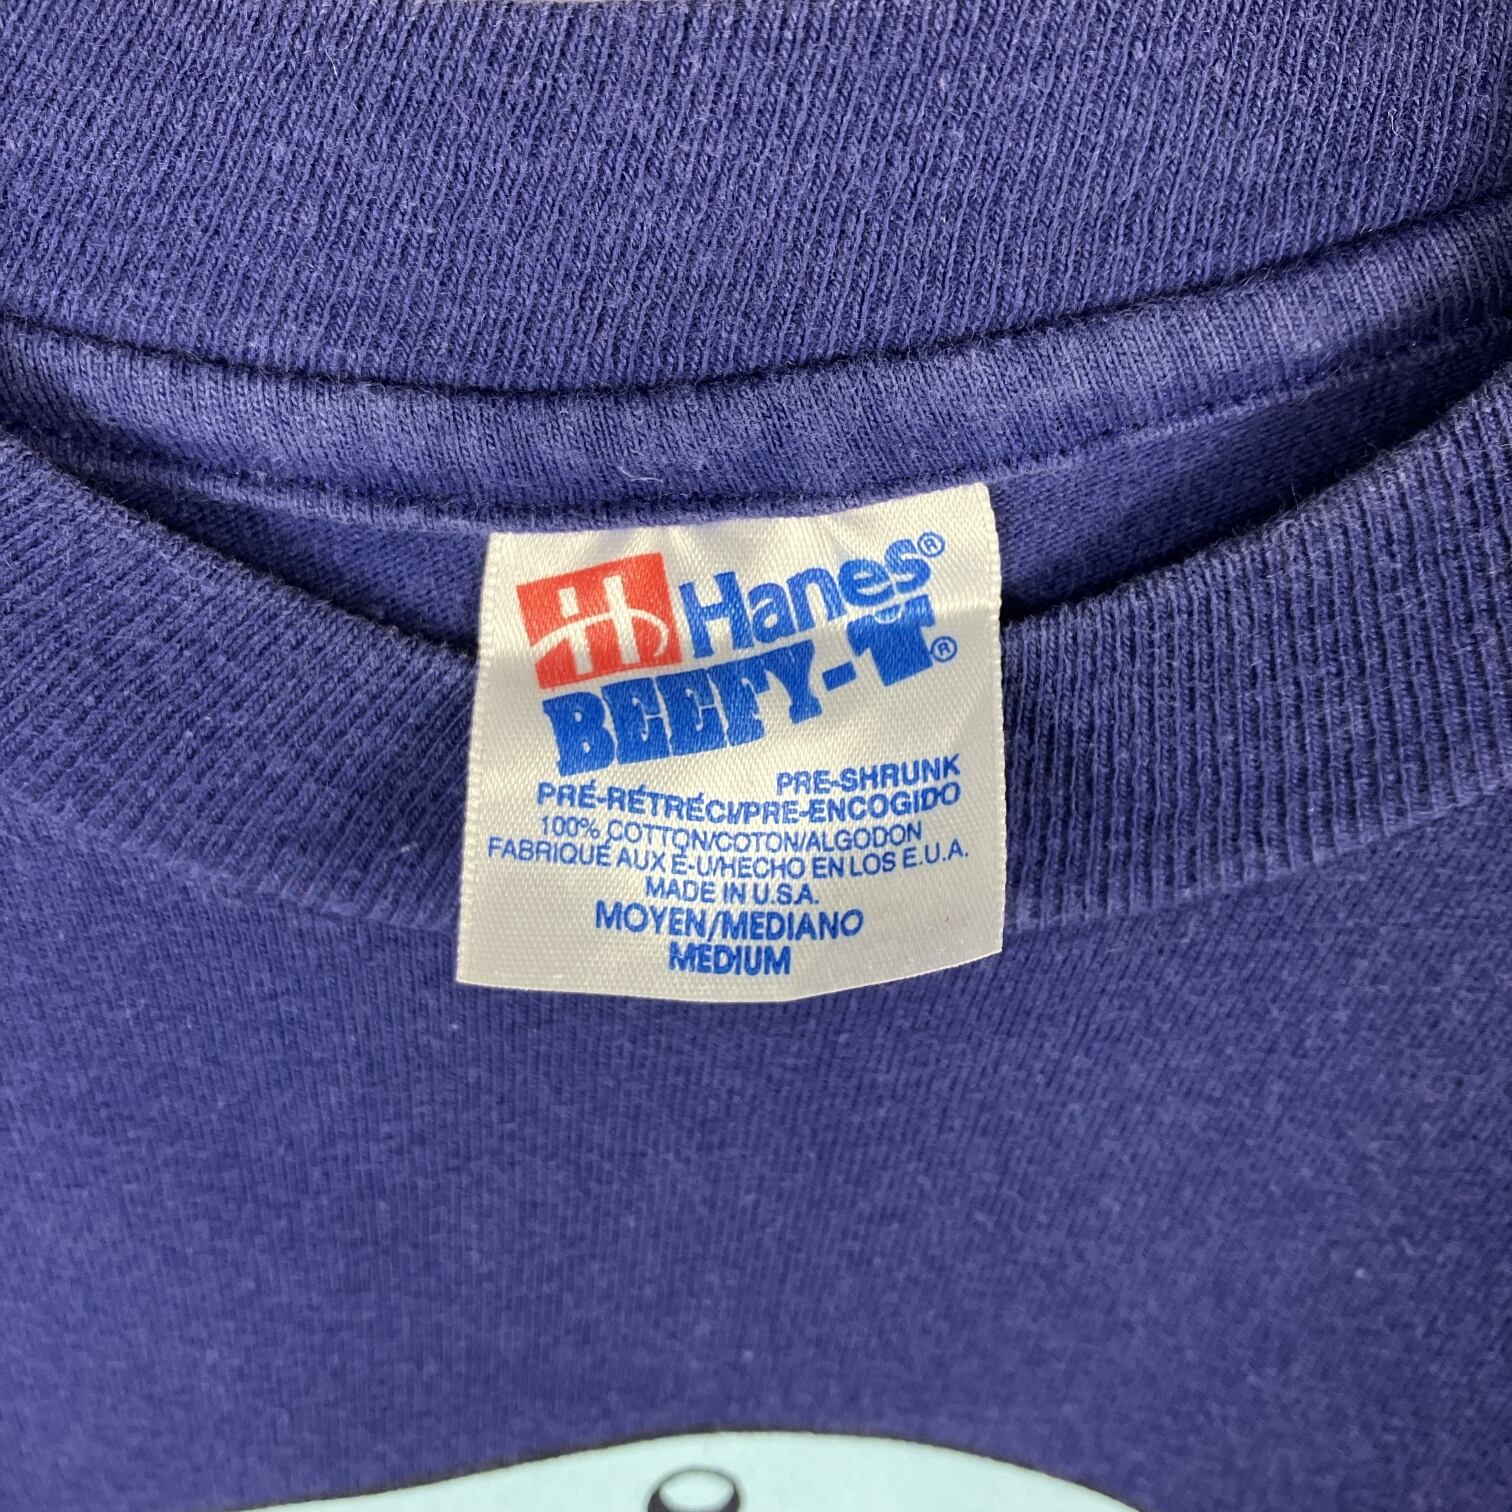 H Hanes®
BEEFY-T®
PRE-SHRUNK
PRÉ-RÉTRÉCI/PRE-ENCOGIDO
100% COTTON/COTON/ALGODON
FABRIQUÉ AUX É-U/HECHO EN LOS E.U.A.
MADE IN U.S.A.
MOYEN/MEDIANO
MEDIUM